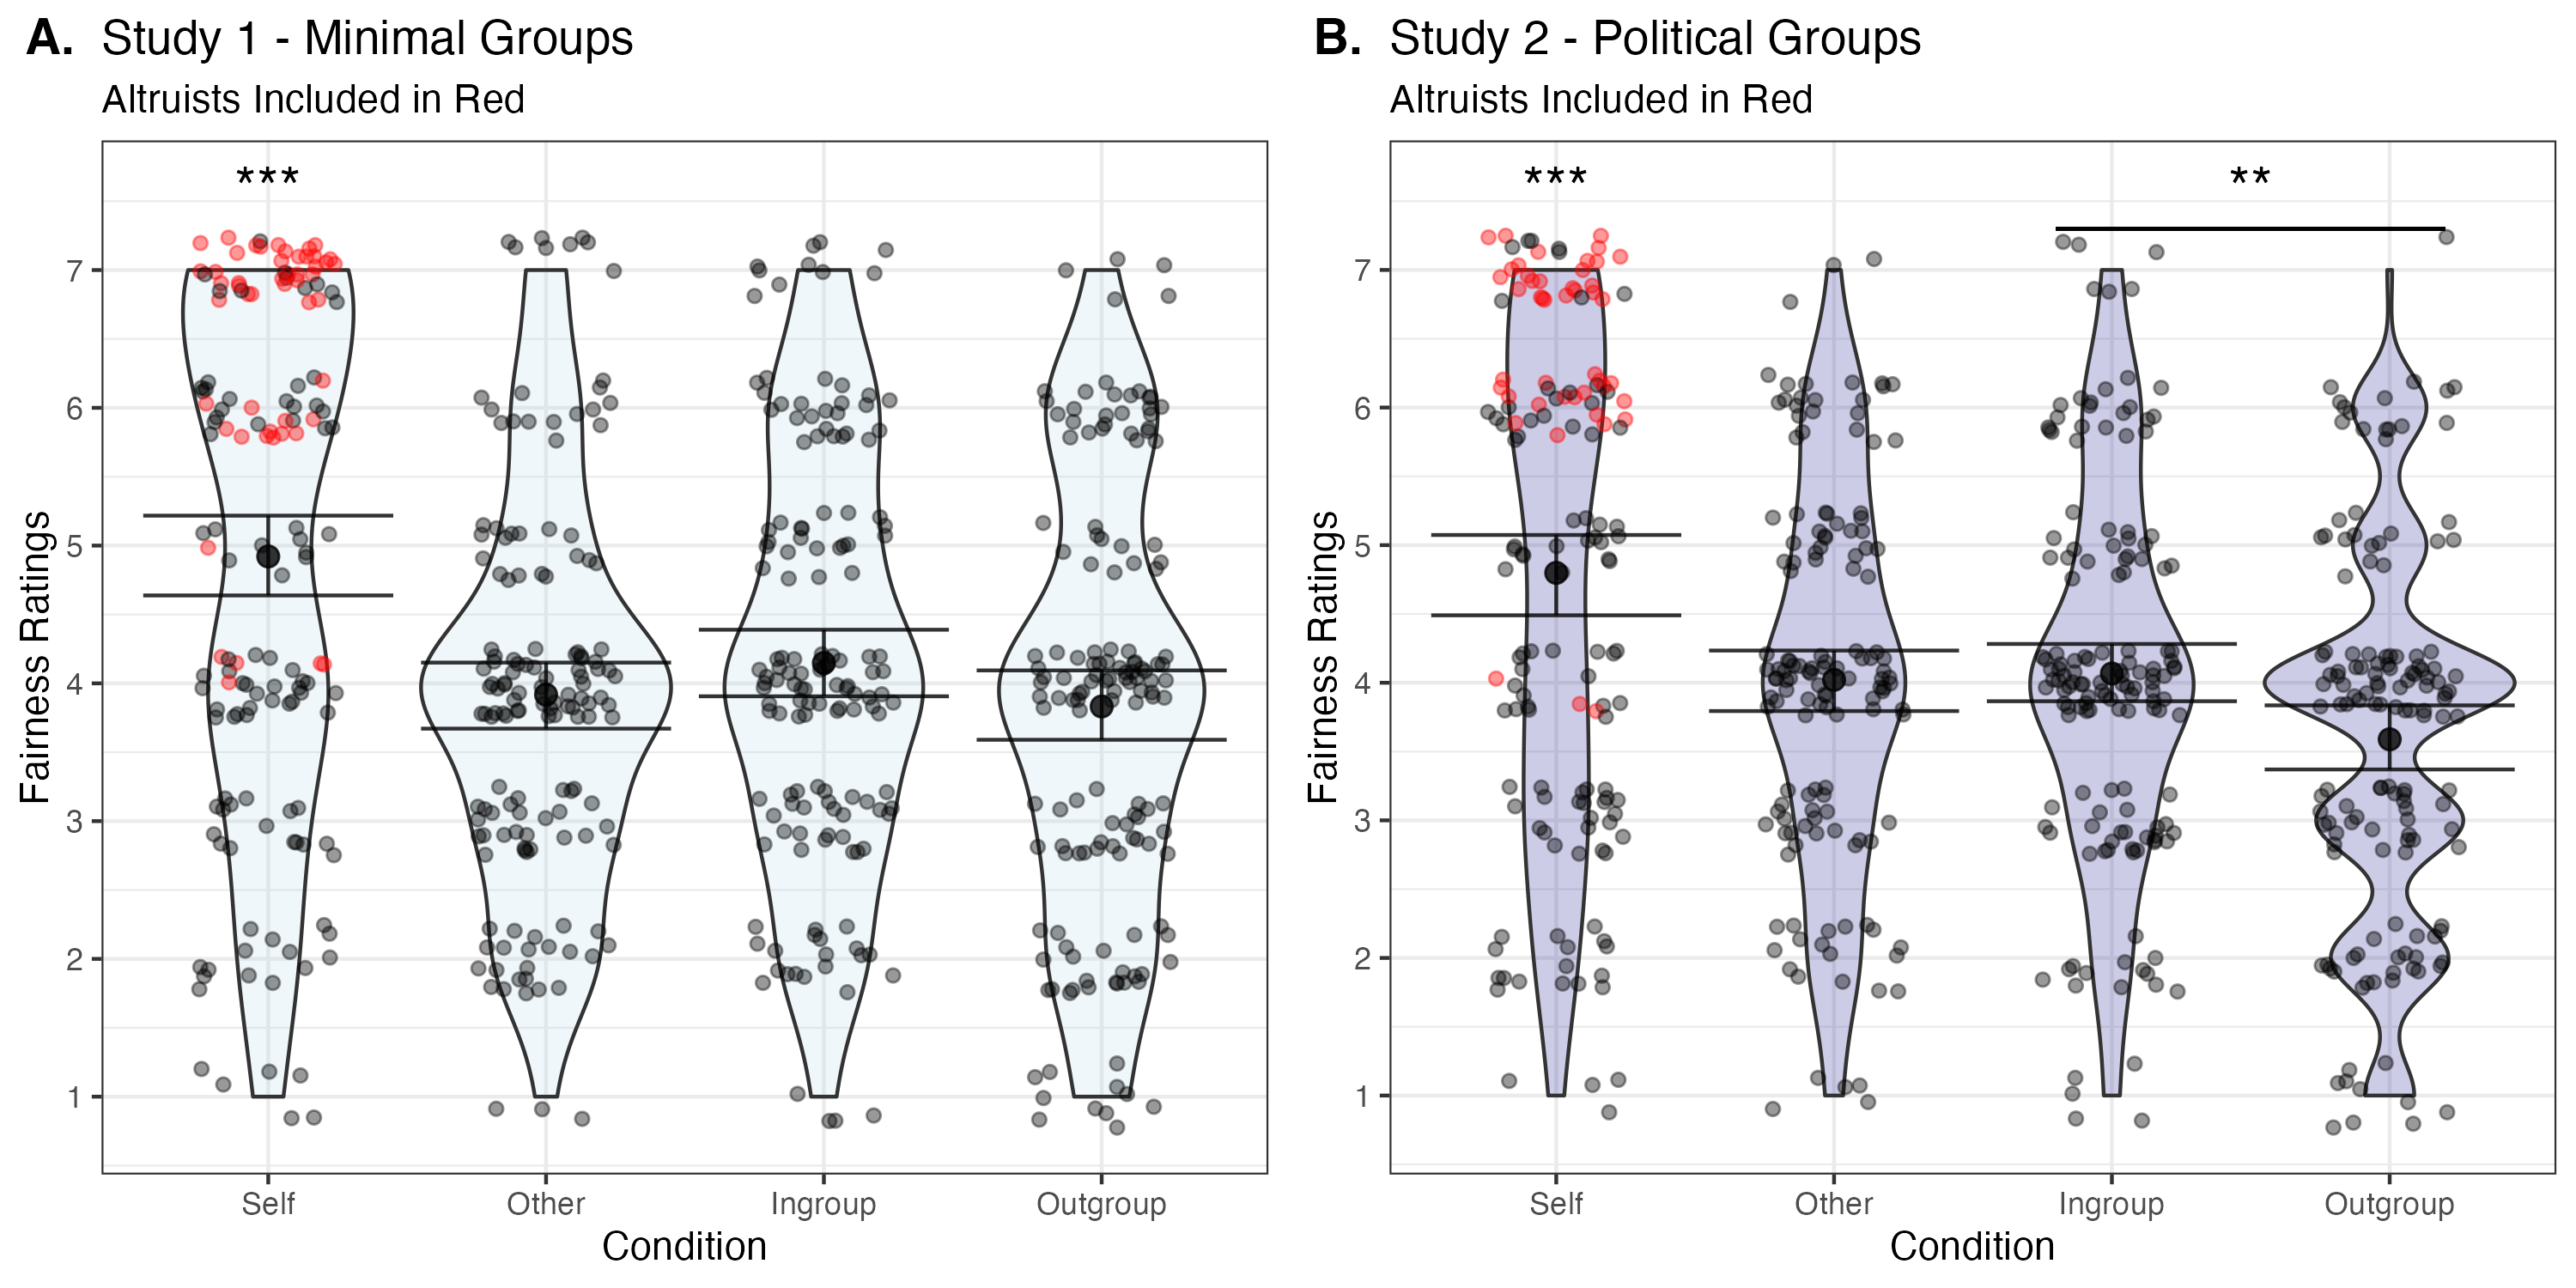 A. Study 1 - Minimal Groups
Altruists Included in Red
***
Fairness Ratings
7
6
5
4
3
2
1
Self Other Ingroup Outgroup
Condition
B. Study 2 - Political Groups
Altruists Included in Red
*** **
Fairness Ratings
7
6
5
4
3
2
1
Self Other Ingroup Outgroup
Condition